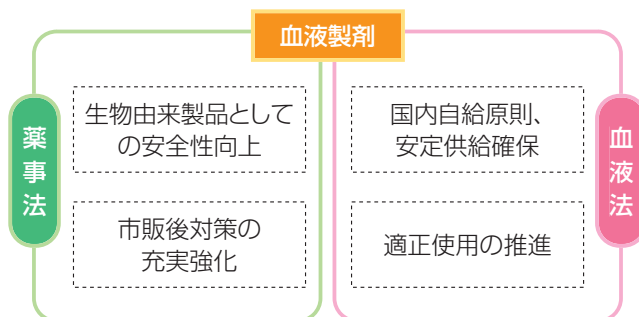 血液製剤
薬事法
生物由来製品として
の安全性向上
市販後対策の
充実強化
国内自給原則、
安定供給確保
適正使用の推進
血液法